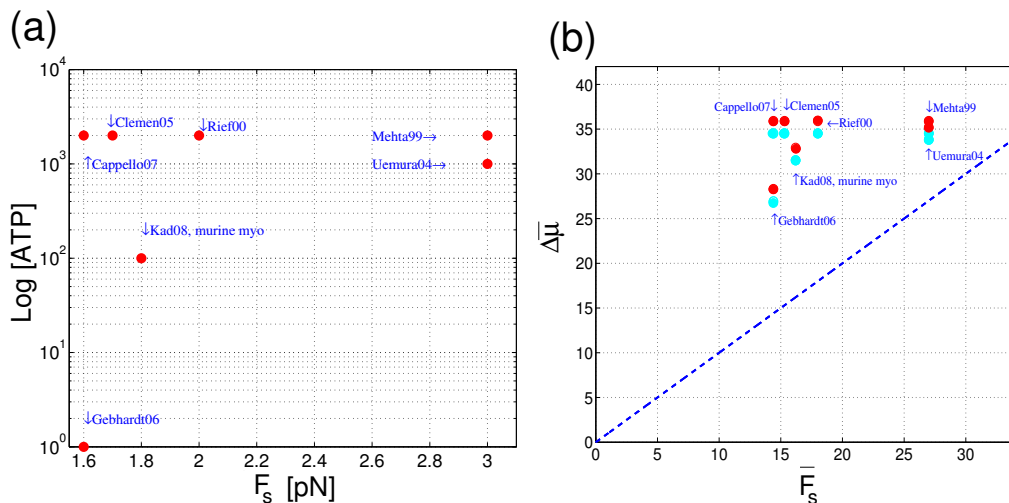 (a)
Log [ATP]
10^4
10^3
10^2
10^1
10^0
↓Clemen05
↓Rief00
Mehta99→
↑Cappello07
Uemura04→
↓Kad08, murine myo
↓Gebhardt06
1.6 1.8 2 2.2 2.4 2.6 2.8 3
F_s [pN]
(b)
Δμ̅
40
35
30
25
20
15
10
5
0
Cappello07↓ ↓Clemen05 ↓Mehta99
←Rief00
↑Uemura04
↑Kad08, murine myo
↑Gebhardt06
0 5 10 15 20 25 30
F̅_s